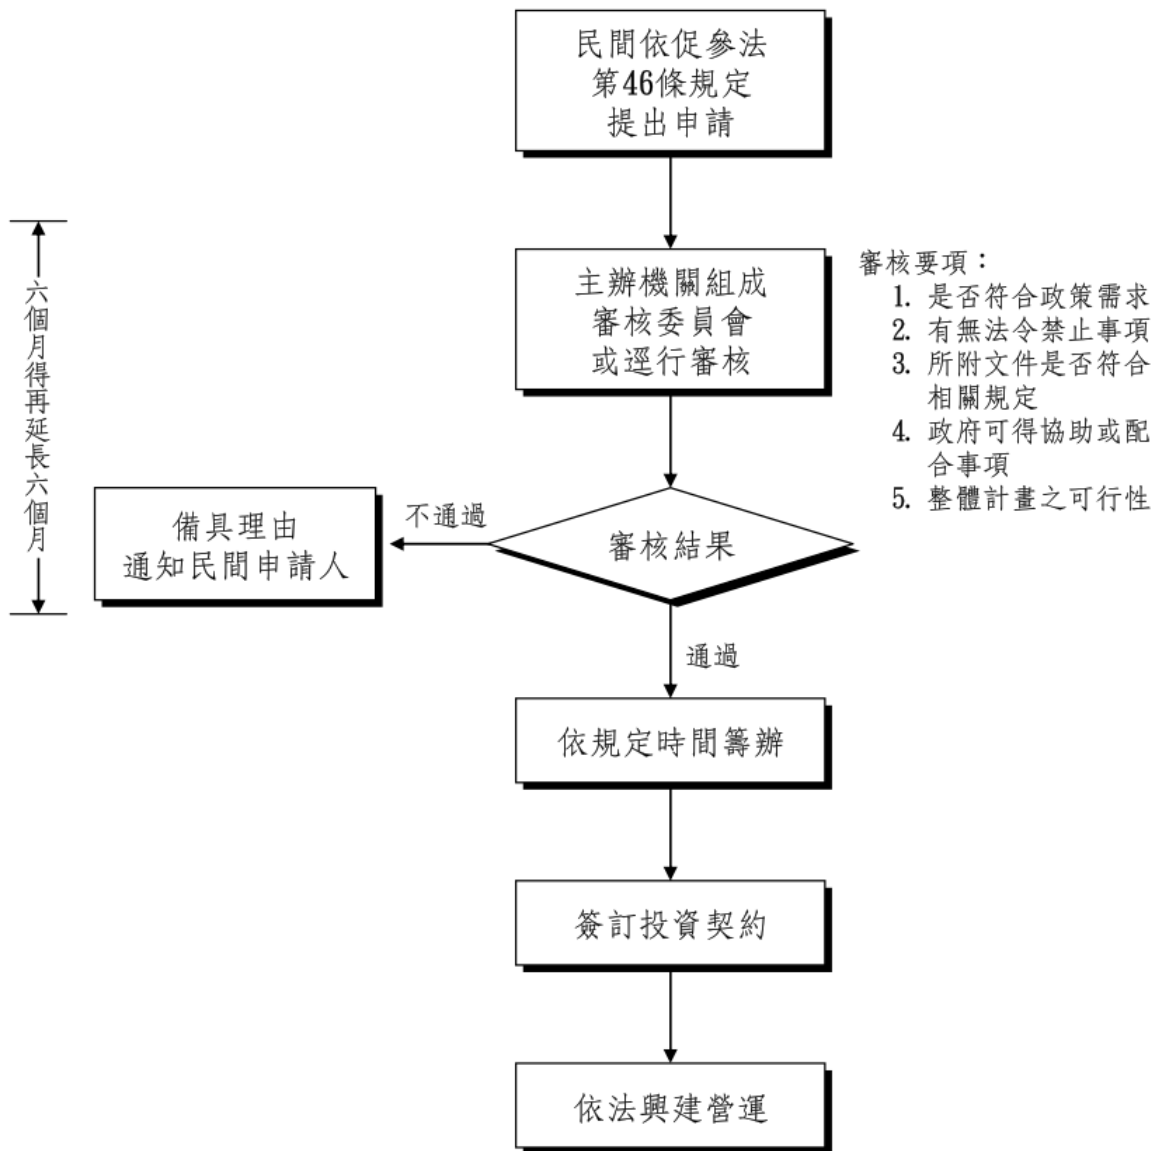 民間依促參法
第46條規定
提出申請
六個月得再延長六個月
主辦機關組成
審核委員會
或逕行審核
審核要項：
1. 是否符合政策需求
2. 有無法令禁止事項
3. 所附文件是否符合
相關規定
4. 政府可得協助或配
合事項
5. 整體計畫之可行性
審核結果
不通過
備具理由
通知民間申請人
通過
依規定時間籌辦
簽訂投資契約
依法興建營運